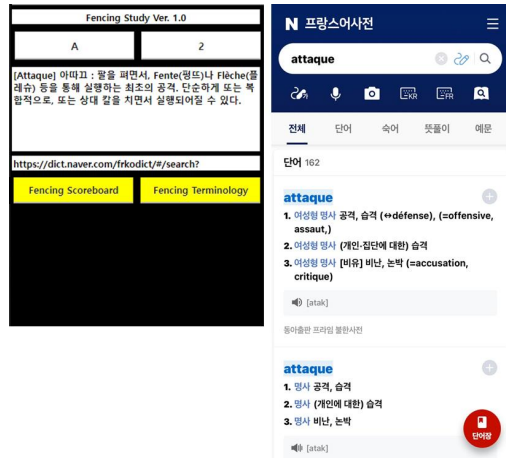 Fencing Study Ver. 1.0
A
2
[Attaque] 아따끄 : 팔을 펴면서, Fente(펑뜨)나 Flèche(플
레슈) 등을 통해 실행하는 최초의 공격. 단순하게 또는 복
합적으로, 또는 상대 칼을 치면서 실행되어질 수 있다.
https://dict.naver.com/frkodict/#/search?
Fencing Scoreboard
Fencing Terminology
N 프랑스어사전
attaque
KR
FR
전체 단어 숙어 뜻풀이 예문
단어 162
attaque
1. 여성형 명사 공격, 습격 (↔défense), (=offensive,
assaut,)
2. 여성형 명사 (개인·집단에 대한) 습격
3. 여성형 명사 [비유] 비난, 논박 (=accusation,
critique)
[atak]
동아출판 프라임 불한사전
attaque
1. 명사 공격, 습격
2. 명사 (개인에 대한) 습격
3. 명사 비난, 논박
[atak]
단어장